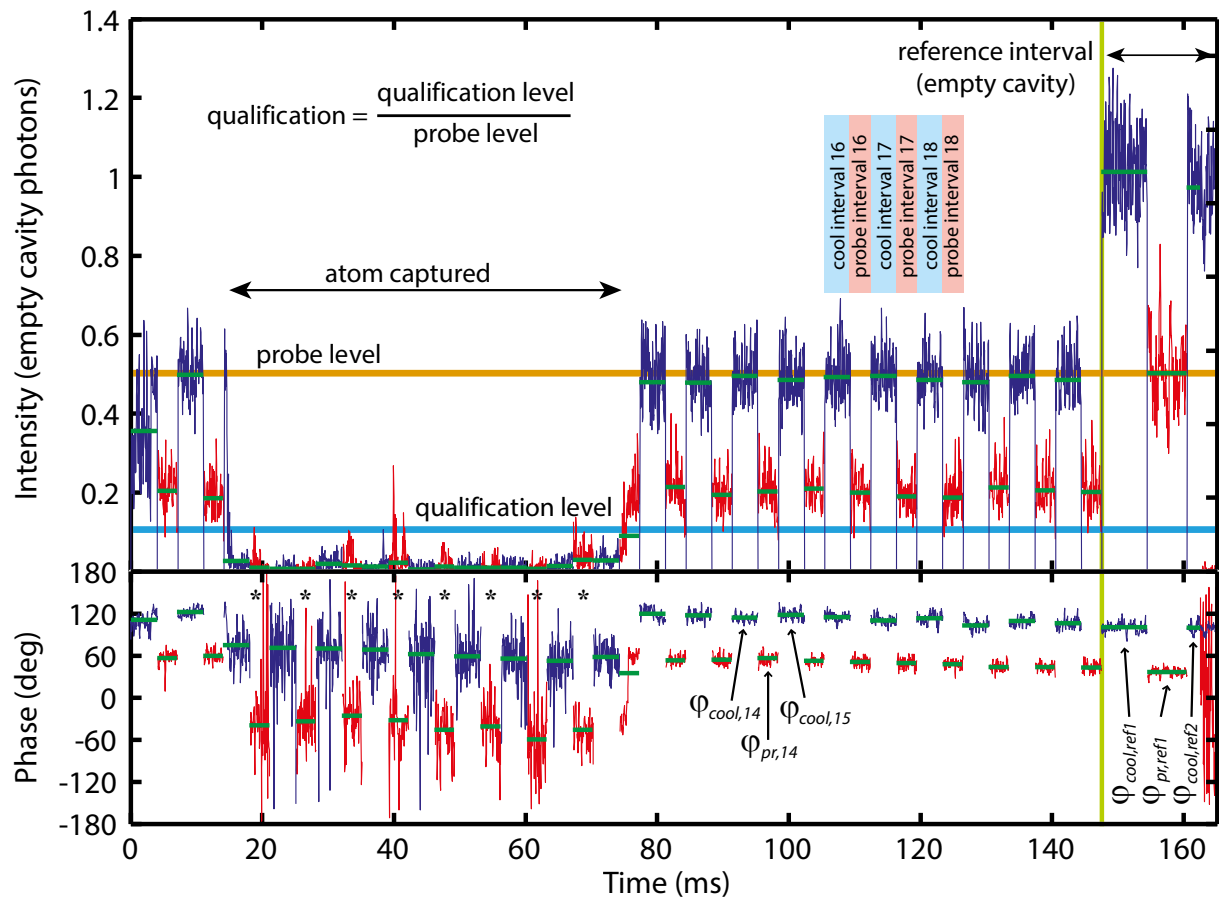 1.4
1.2
1
0.8
0.6
0.4
0.2
180
120
60
0
-60
-120
-180
Intensity (empty cavity photons)
Phase (deg)
qualification = qualification level
probe level
reference interval
(empty cavity)
cool interval 16
probe interval 16
cool interval 17
probe interval 17
cool interval 18
probe interval 18
atom captured
probe level
qualification level
* * * * * * * *
φcool,14
φpr,14
φcool,15
φcool,ref1
φpr,ref1
φcool,ref2
0 20 40 60 80 100 120 140 160
Time (ms)